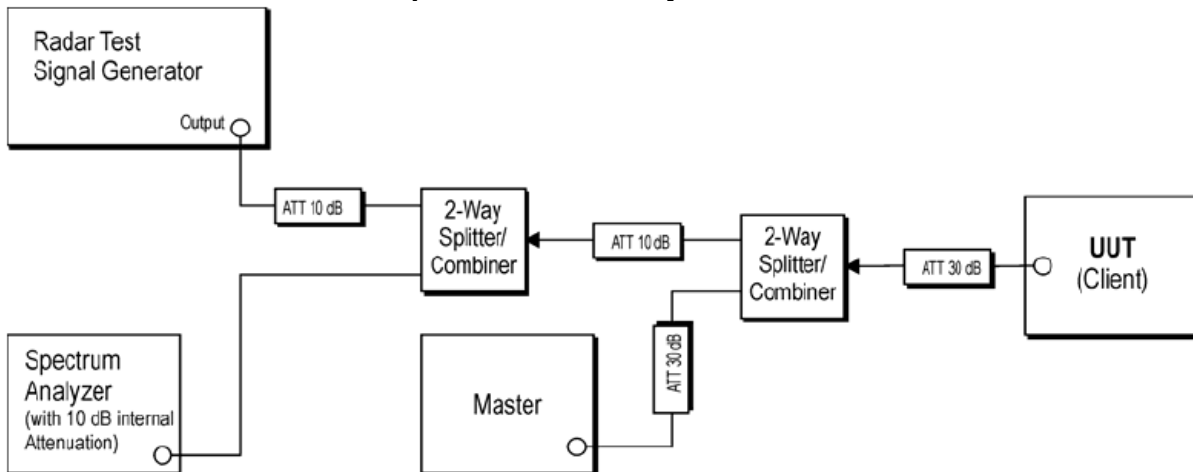 Radar Test
Signal Generator
Output
ATT 10 dB
2-Way
Splitter/
Combiner
ATT 10 dB
2-Way
Splitter/
Combiner
ATT 30 dB
UUT
(Client)
Spectrum
Analyzer
(with 10 dB internal
Attenuation)
Master
ATT 30 dB